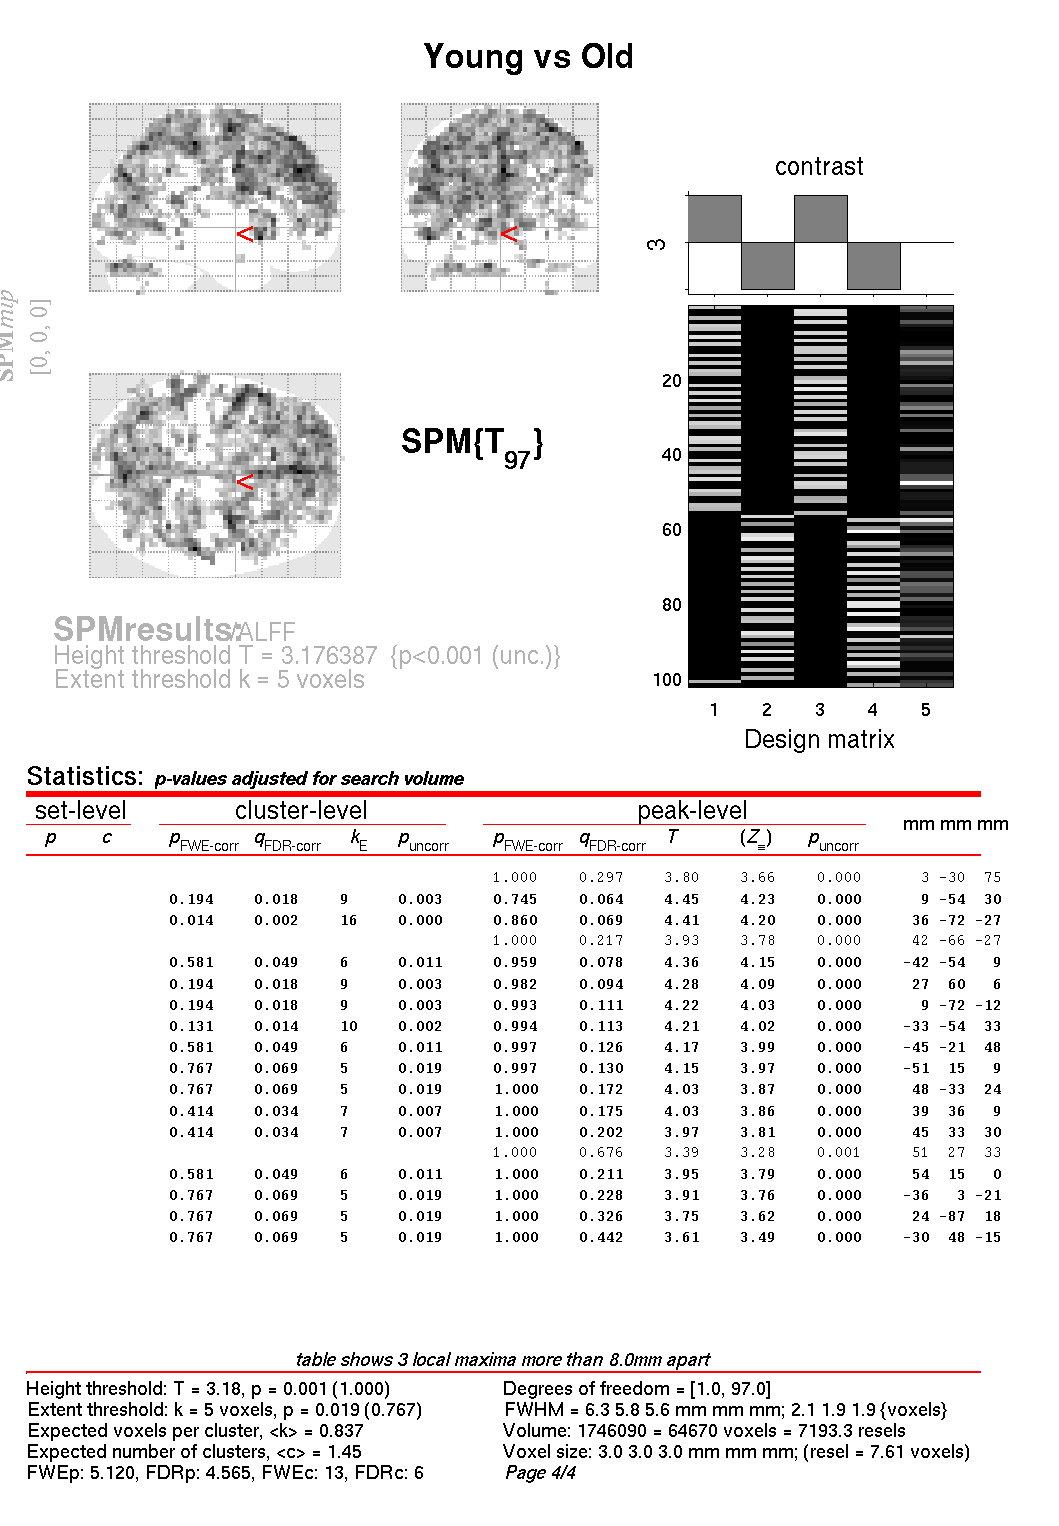 Young vs Old
contrast
3
<
<
SPMmip
[0, 0, 0]
<
SPM{T97}
20
40
60
80
100
1 2 3 4 5
Design matrix
SPMresults: /ALFF
Height threshold T = 3.176387 {p<0.001 (unc.)}
Extent threshold k = 5 voxels
Statistics: p-values adjusted for search volume
set-level cluster-level peak-level mm mm mm
p c pFWE-corr qFDR-corr kE puncorr pFWE-corr qFDR-corr T (Z≡) puncorr
1.000 0.297 3.80 3.66 0.000 3 -30 75
0.194 0.018 9 0.003 0.745 0.064 4.45 4.23 0.000 9 -54 30
0.014 0.002 16 0.000 0.860 0.069 4.41 4.20 0.000 36 -72 -27
1.000 0.217 3.93 3.78 0.000 42 -66 -27
0.581 0.049 6 0.011 0.959 0.078 4.36 4.15 0.000 -42 -54 9
0.194 0.018 9 0.003 0.982 0.094 4.28 4.09 0.000 27 60 6
0.194 0.018 9 0.003 0.993 0.111 4.22 4.03 0.000 9 -72 -12
0.131 0.014 10 0.002 0.994 0.113 4.21 4.02 0.000 -33 -54 33
0.581 0.049 6 0.011 0.997 0.126 4.17 3.99 0.000 -45 -21 48
0.767 0.069 5 0.019 0.997 0.130 4.15 3.97 0.000 -51 15 9
0.767 0.069 5 0.019 1.000 0.172 4.03 3.87 0.000 48 -33 24
0.414 0.034 7 0.007 1.000 0.175 4.03 3.86 0.000 39 36 9
0.414 0.034 7 0.007 1.000 0.202 3.97 3.81 0.000 45 33 30
1.000 0.676 3.39 3.28 0.001 51 27 33
0.581 0.049 6 0.011 1.000 0.211 3.95 3.79 0.000 54 15 0
0.767 0.069 5 0.019 1.000 0.228 3.91 3.76 0.000 -36 3 -21
0.767 0.069 5 0.019 1.000 0.326 3.75 3.62 0.000 24 -87 18
0.767 0.069 5 0.019 1.000 0.442 3.61 3.49 0.000 -30 48 -15
table shows 3 local maxima more than 8.0mm apart
Height threshold: T = 3.18, p = 0.001 (1.000)
Extent threshold: k = 5 voxels, p = 0.019 (0.767)
Expected voxels per cluster, <k> = 0.837
Expected number of clusters, <c> = 1.45
FWEp: 5.120, FDRp: 4.565, FWEc: 13, FDRc: 6
Degrees of freedom = [1.0, 97.0]
FWHM = 6.3 5.8 5.6 mm mm mm; 2.1 1.9 1.9 {voxels}
Volume: 1746090 = 64670 voxels = 7193.3 resels
Voxel size: 3.0 3.0 3.0 mm mm mm; (resel = 7.61 voxels)
Page 4/4